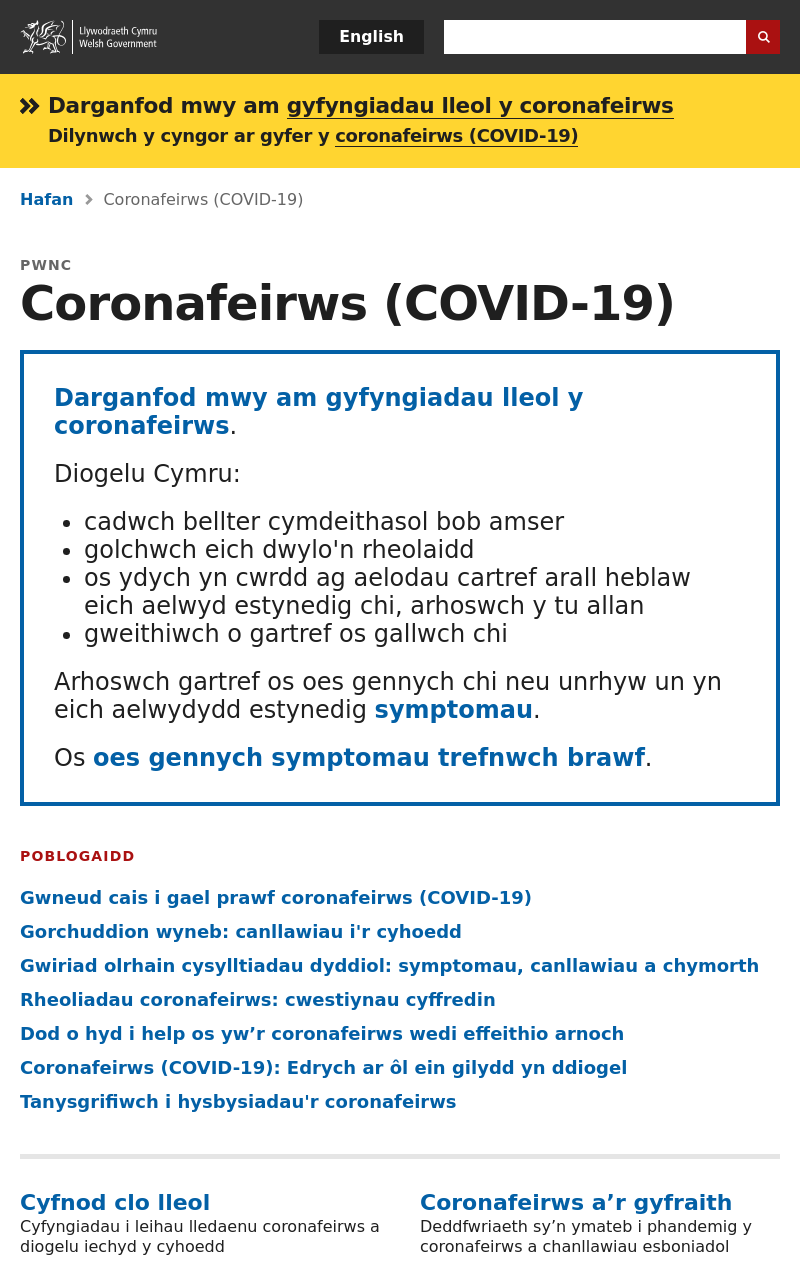 Llywodraeth Cymru
Welsh Government
English
Darganfod mwy am gyfyngiadau lleol y coronafeirws
Dilynwch y cyngor ar gyfer y coronafeirws (COVID-19)
Hafan
Coronafeirws (COVID-19)
PWNC
Coronafeirws (COVID-19)
Darganfod mwy am gyfyngiadau lleol y
coronafeirws.
Diogelu Cymru:
cadwch bellter cymdeithasol bob amser
golchwch eich dwylo'n rheolaidd
os ydych yn cwrdd ag aelodau cartref arall heblaw
eich aelwyd estynedig chi, arhoswch y tu allan
gweithiwch o gartref os gallwch chi
Arhoswch gartref os oes gennych chi neu unrhyw un yn
eich aelwydydd estynedig symptomau.
Os oes gennych symptomau trefnwch brawf.
POBLOGAIDD
Gwneud cais i gael prawf coronafeirws (COVID-19)
Gorchuddion wyneb: canllawiau i'r cyhoedd
Gwiriad olrhain cysylltiadau dyddiol: symptomau, canllawiau a chymorth
Rheoliadau coronafeirws: cwestiynau cyffredin
Dod o hyd i help os yw’r coronafeirws wedi effeithio arnoch
Coronafeirws (COVID-19): Edrych ar ôl ein gilydd yn ddiogel
Tanysgrifiwch i hysbysiadau'r coronafeirws
Cyfnod clo lleol
Cyfyngiadau i leihau lledaenu coronafeirws a
diogelu iechyd y cyhoedd
Coronafeirws a’r gyfraith
Deddfwriaeth sy’n ymateb i phandemig y
coronafeirws a chanllawiau esboniadol